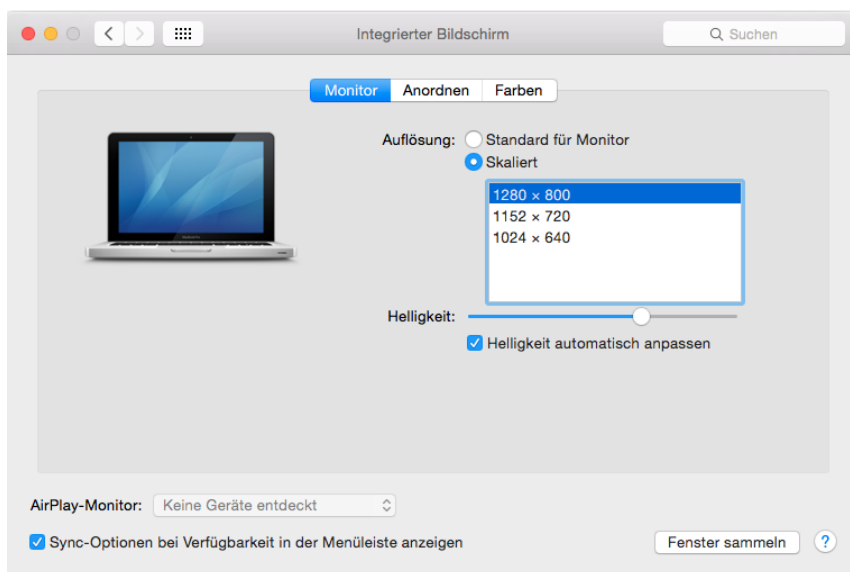 Integrierter Bildschirm
Suchen
Monitor Anordnen Farben
Auflösung: Standard für Monitor
Skaliert
1280 × 800
1152 × 720
1024 × 640
Helligkeit:
Helligkeit automatisch anpassen
AirPlay-Monitor: Keine Geräte entdeckt
Sync-Optionen bei Verfügbarkeit in der Menüleiste anzeigen
Fenster sammeln ?